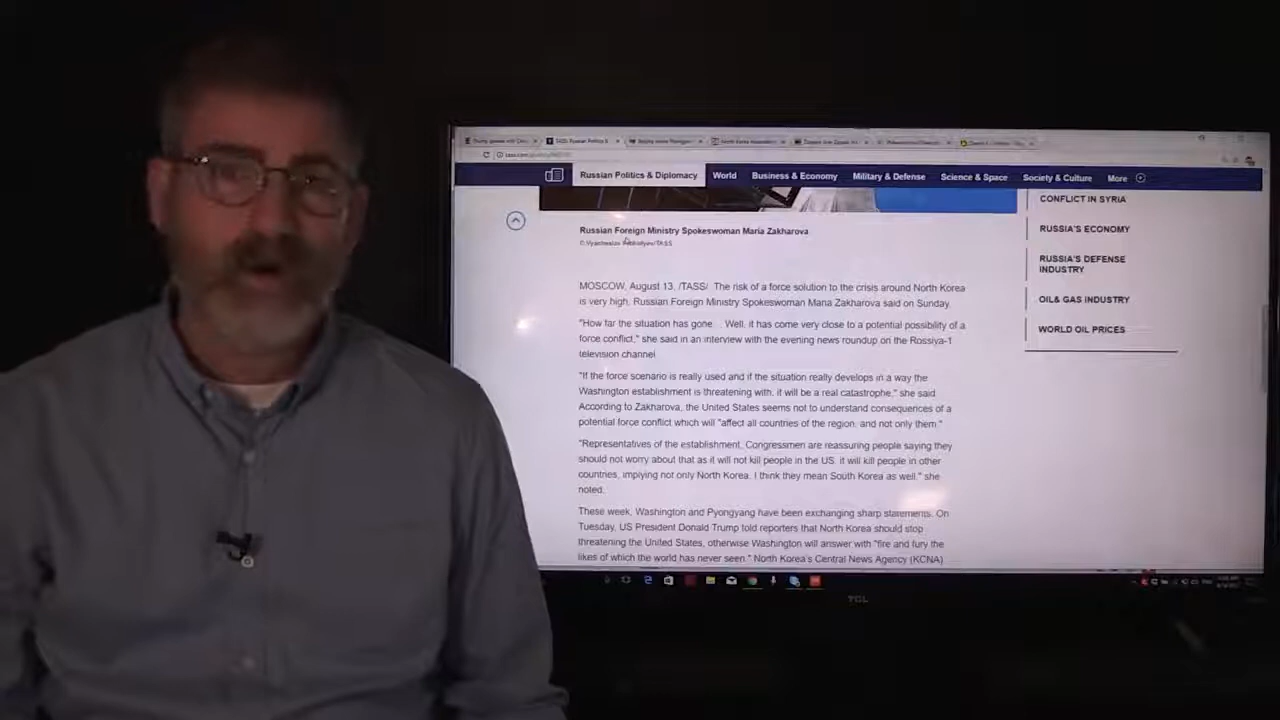 Russian Politics & Diplomacy World Business & Economy Military & Defense Science & Space Society & Culture More
CONFLICT IN SYRIA
RUSSIA'S ECONOMY
RUSSIA'S DEFENSE
INDUSTRY
OIL& GAS INDUSTRY
WORLD OIL PRICES
Russian Foreign Ministry Spokeswoman Maria Zakharova
MOSCOW, August 13, /TASS/ The risk of a force solution to the crisis around North Korea
is very high, Russian Foreign Ministry Spokeswoman Maria Zakharova said on Sunday.
"How far the situation has gone... Well, it has come very close to a potential possibility of a
force conflict," she said in an interview with the evening news roundup on the Rossiya-1
television channel
"If the force scenario is really used and if the situation really develops in a way the
Washington establishment is threatening with, it will be a real catastrophe," she said
According to Zakharova, the United States seems not to understand consequences of a
potential force conflict which will "affect all countries of the region, and not only them."
"Representatives of the establishment, Congressmen are reassuring people saying they
should not worry about that as it will not kill people in the US, it will kill people in other
countries, implying not only North Korea. I think they mean South Korea as well," she
noted.
These week, Washington and Pyongyang have been exchanging sharp statements. On
Tuesday, US President Donald Trump told reporters that North Korea should stop
threatening the United States, otherwise Washington will answer with "fire and fury the
likes of which the world has never seen." North Korea's Central News Agency (KCNA)
TCL